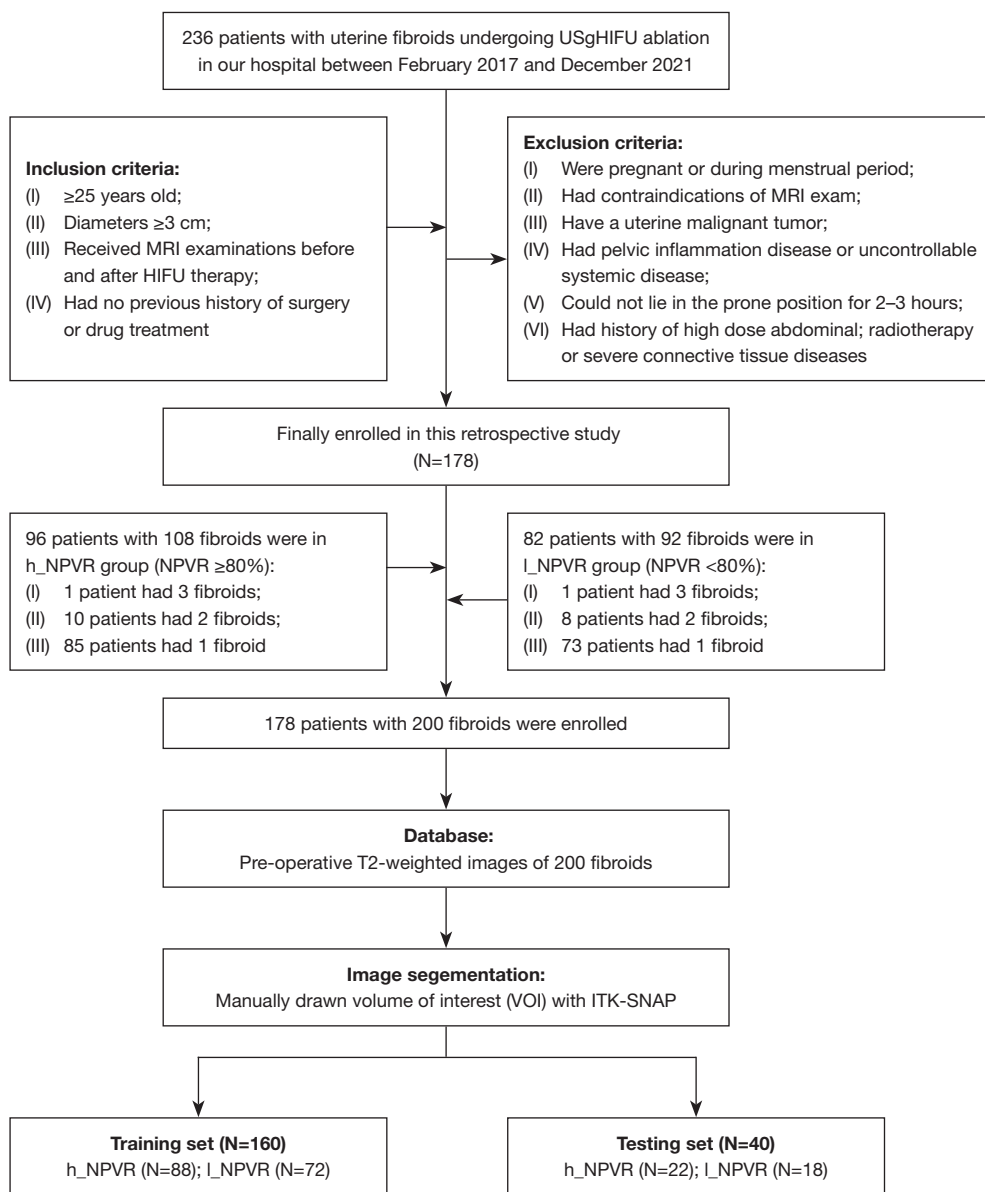 236 patients with uterine fibroids undergoing USgHIFU ablation
in our hospital between February 2017 and December 2021
Inclusion criteria:
(I) ≥25 years old;
(II) Diameters ≥3 cm;
(III) Received MRI examinations before
and after HIFU therapy;
(IV) Had no previous history of surgery
or drug treatment
Exclusion criteria:
(I) Were pregnant or during menstrual period;
(II) Had contraindications of MRI exam;
(III) Have a uterine malignant tumor;
(IV) Had pelvic inflammation disease or uncontrollable
systemic disease;
(V) Could not lie in the prone position for 2–3 hours;
(VI) Had history of high dose abdominal; radiotherapy
or severe connective tissue diseases
Finally enrolled in this retrospective study
(N=178)
96 patients with 108 fibroids were in
h_NPVR group (NPVR ≥80%):
(I) 1 patient had 3 fibroids;
(II) 10 patients had 2 fibroids;
(III) 85 patients had 1 fibroid
82 patients with 92 fibroids were in
l_NPVR group (NPVR <80%):
(I) 1 patient had 3 fibroids;
(II) 8 patients had 2 fibroids;
(III) 73 patients had 1 fibroid
178 patients with 200 fibroids were enrolled
Database:
Pre-operative T2-weighted images of 200 fibroids
Image segementation:
Manually drawn volume of interest (VOI) with ITK-SNAP
Training set (N=160)
h_NPVR (N=88); l_NPVR (N=72)
Testing set (N=40)
h_NPVR (N=22); l_NPVR (N=18)